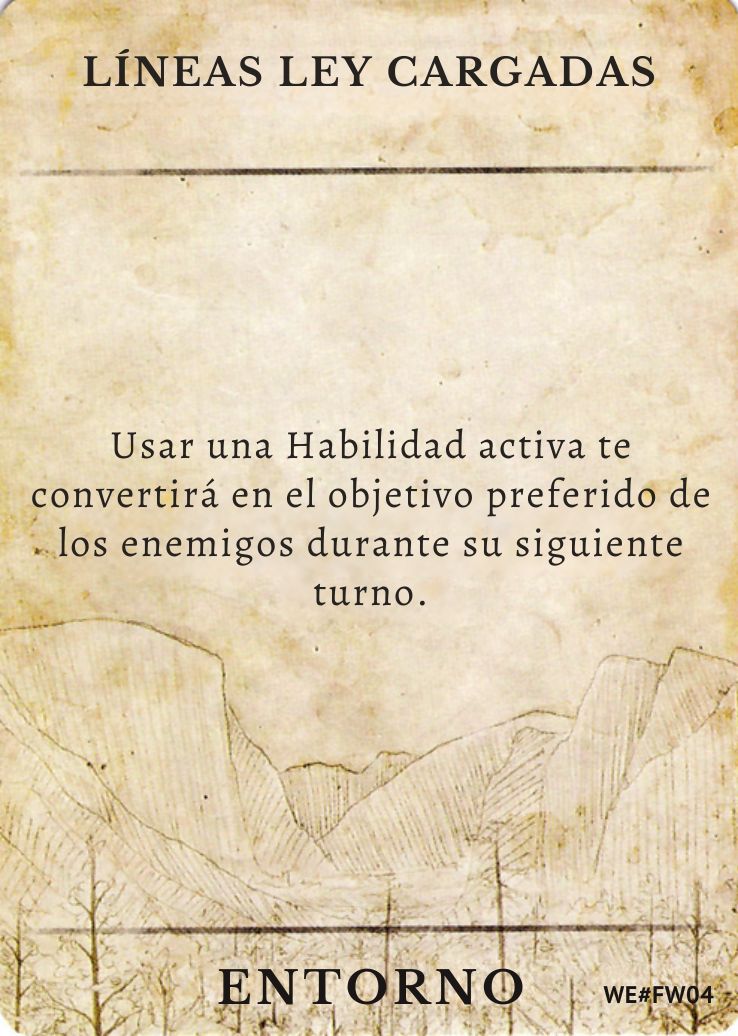 LÍNEAS LEY CARGADAS
Usar una Habilidad activa te
convertirá en el objetivo preferido de
los enemigos durante su siguiente
turno.
ENTORNO
WE#FW04